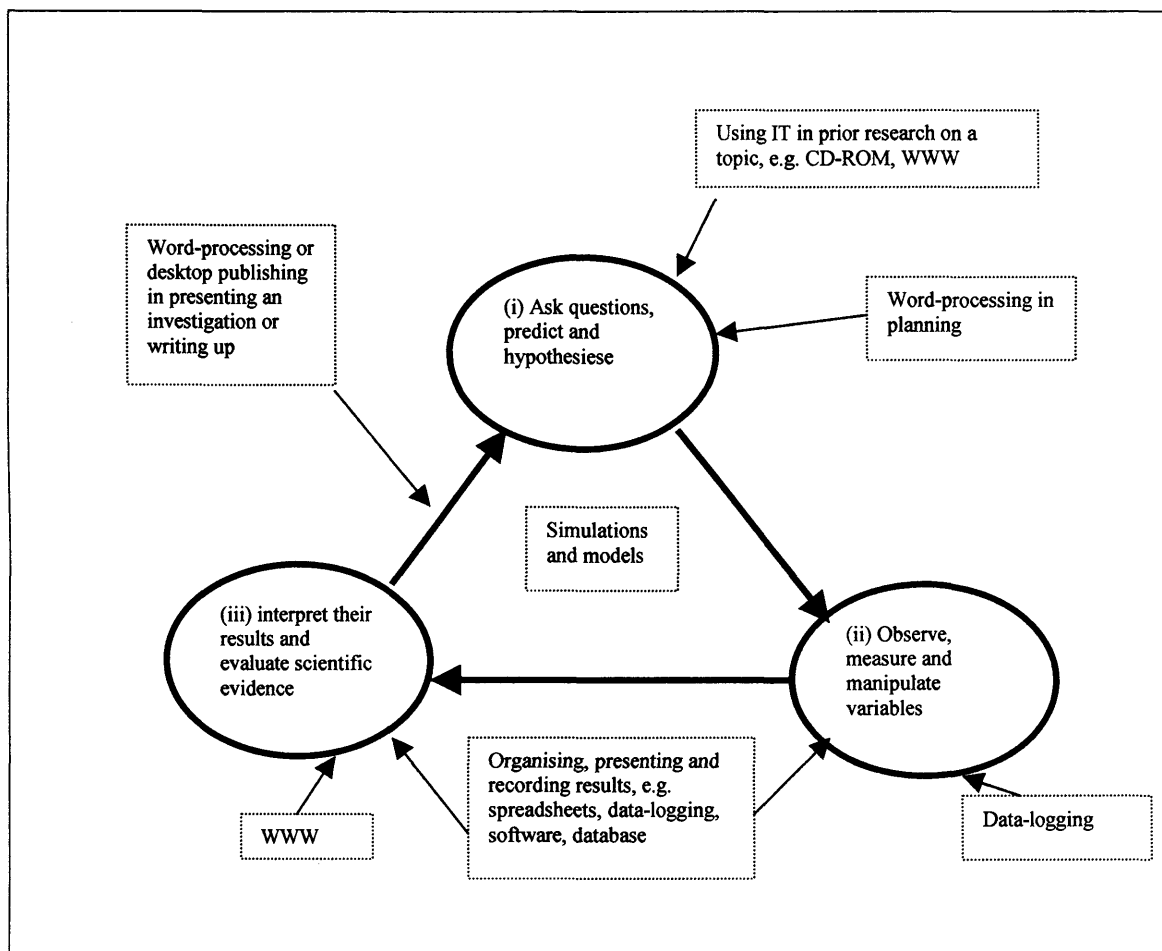 Using IT in prior research on a
topic, e.g. CD-ROM, WWW
Word-processing or
desktop publishing
in presenting an
investigation or
writing up
(i) Ask questions,
predict and
hypothesiese
Word-processing in
planning
Simulations
and models
(iii) interpret their
results and
evaluate scientific
evidence
(ii) Observe,
measure and
manipulate
variables
Organising, presenting and
recording results, e.g.
spreadsheets, data-logging,
software, database
WWW
Data-logging